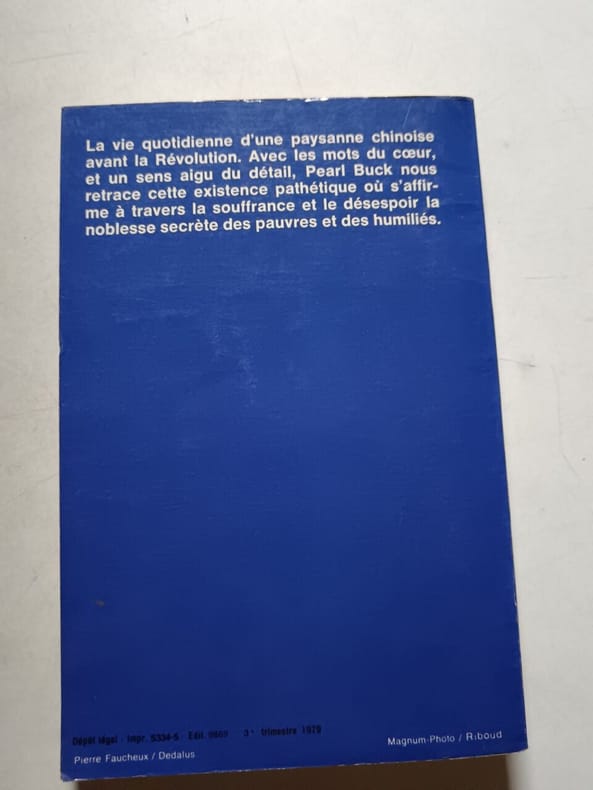 La vie quotidienne d'une paysanne chinoise
avant la Révolution. Avec les mots du cœur,
et un sens aigu du détail, Pearl Buck nous
retrace cette existence pathétique où s'affir-
me à travers la souffrance et le désespoir la
noblesse secrète des pauvres et des humiliés.
Dépôt légal - Impr. 5334-5 Edit. 9869 3e trimestre 1979
Pierre Faucheux / Dedalus
Magnum-Photo / Riboud